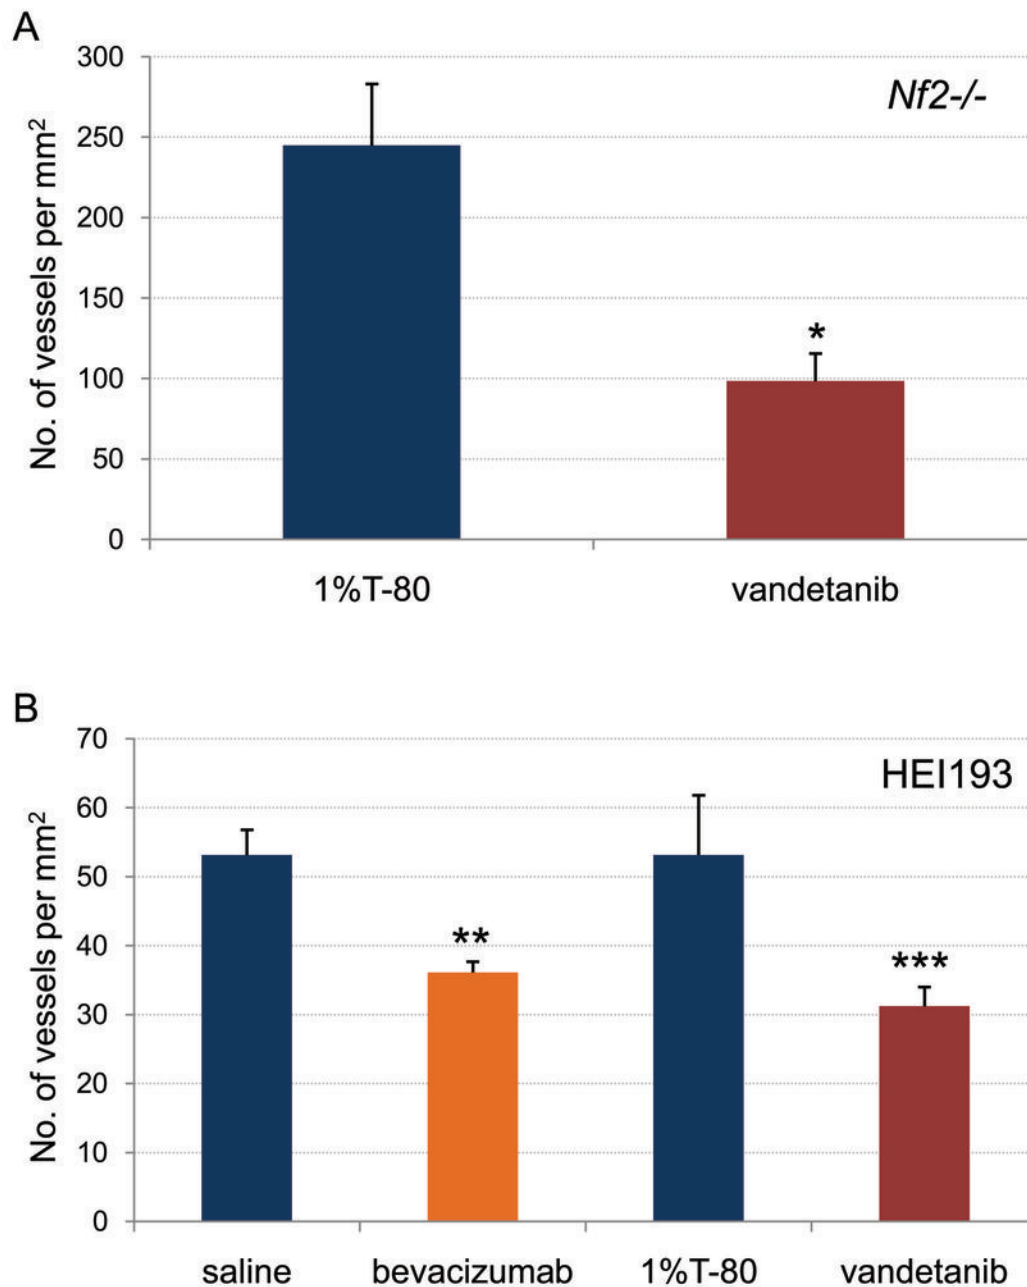 A
300
Nf2-/-
250
200
150
*
100
50
0
No. of vessels per mm²
1%T-80 vandetanib
B
70
HEI193
60
50
**
40
***
30
20
10
0
No. of vessels per mm²
saline bevacizumab 1%T-80 vandetanib